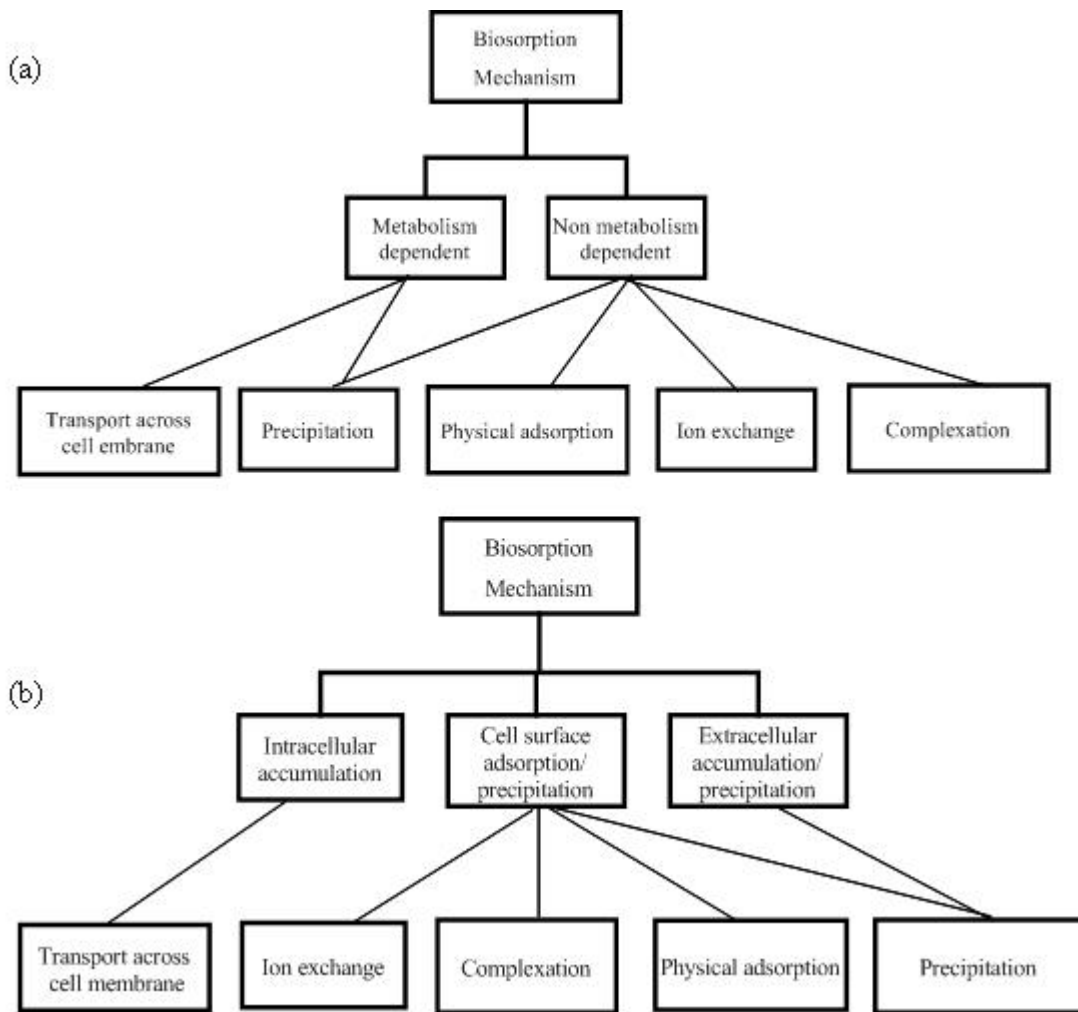 (a)
Biosorption
Mechanism
Metabolism
dependent
Non metabolism
dependent
Transport across
cell embrane
Precipitation
Physical adsorption
Ion exchange
Complexation
(b)
Biosorption
Mechanism
Intracellular
accumulation
Cell surface
adsorption/
precipitation
Extracellular
accumulation/
precipitation
Transport across
cell membrane
Ion exchange
Complexation
Physical adsorption
Precipitation